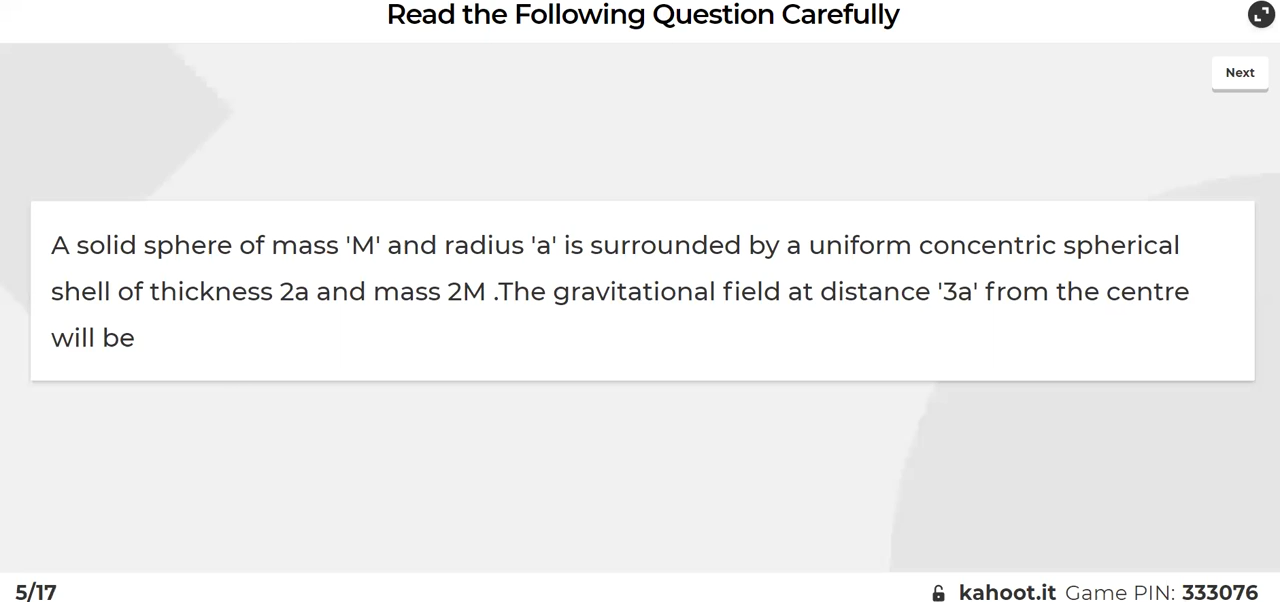 Read the Following Question Carefully
Next
A solid sphere of mass 'M' and radius 'a' is surrounded by a uniform concentric spherical
shell of thickness 2a and mass 2M .The gravitational field at distance '3a' from the centre
will be
5/17
kahoot.it Game PIN: 333076